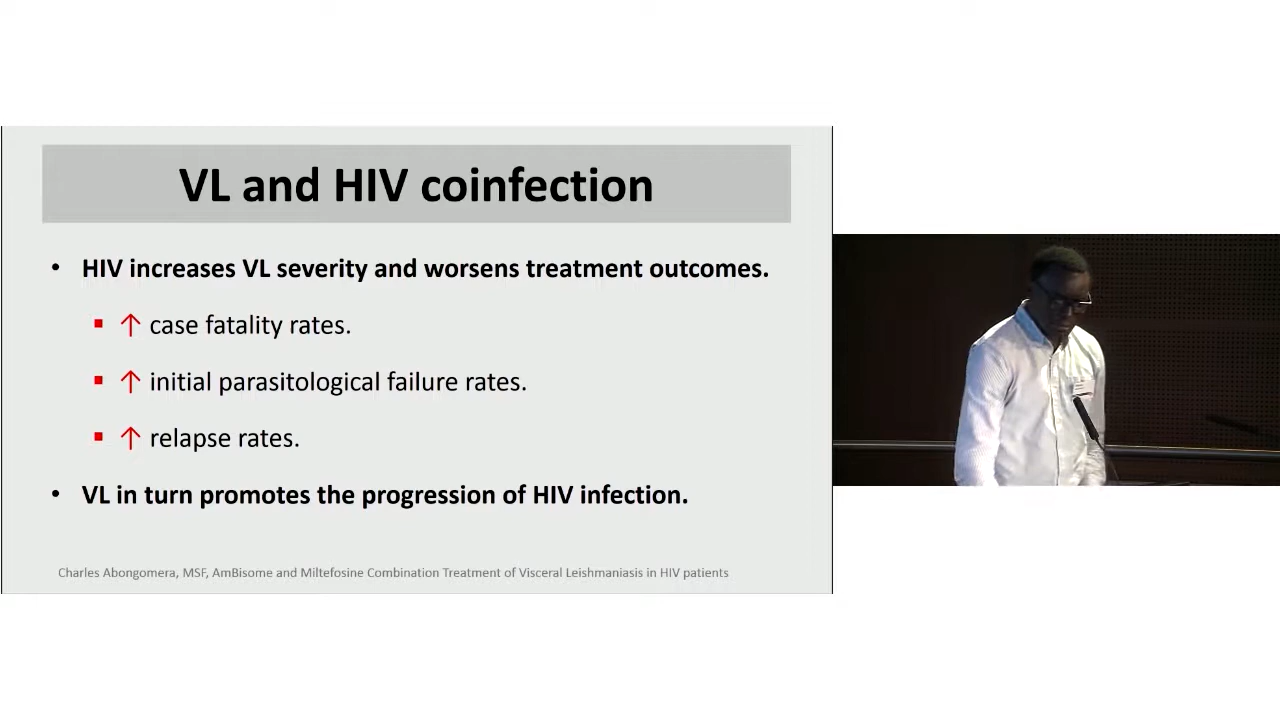 VL and HIV coinfection
• HIV increases VL severity and worsens treatment outcomes.
▪ ↑ case fatality rates.
▪ ↑ initial parasitological failure rates.
▪ ↑ relapse rates.
• VL in turn promotes the progression of HIV infection.
Charles Abongomera, MSF, AmBisome and Miltefosine Combination Treatment of Visceral Leishmaniasis in HIV patients